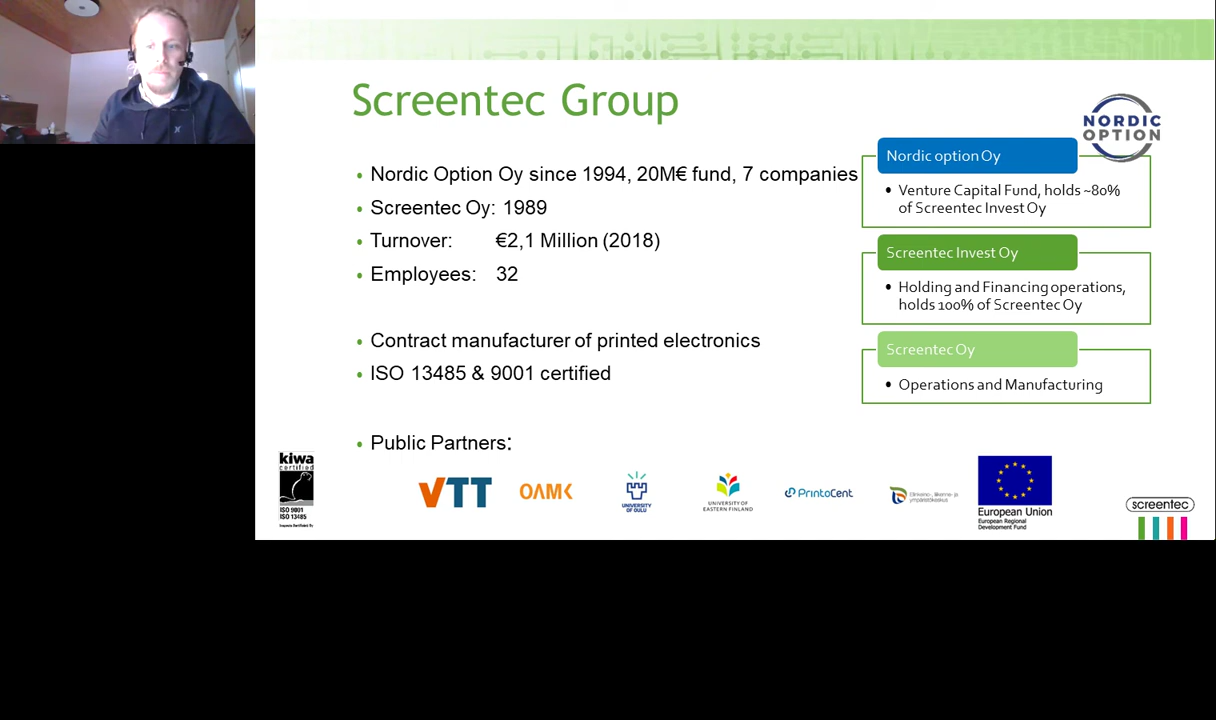 Screentec Group
NORDIC
OPTION
Nordic Option Oy since 1994, 20M€ fund, 7 companies
Screentec Oy: 1989
Turnover: €2,1 Million (2018)
Employees: 32
Contract manufacturer of printed electronics
ISO 13485 & 9001 certified
Public Partners:
Nordic option Oy
Venture Capital Fund, holds ~80%
of Screentec Invest Oy
Screentec Invest Oy
Holding and Financing operations,
holds 100% of Screentec Oy
Screentec Oy
Operations and Manufacturing
kiwa
certified
ISO 9001
ISO 13485
VTT
OAMK
UNIVERSITY
OF OULU
UNIVERSITY OF
EASTERN FINLAND
PrintoCent
Elinkeino-, liikenne- ja
ympäristökeskus
European Union
European Regional
Development Fund
screentec